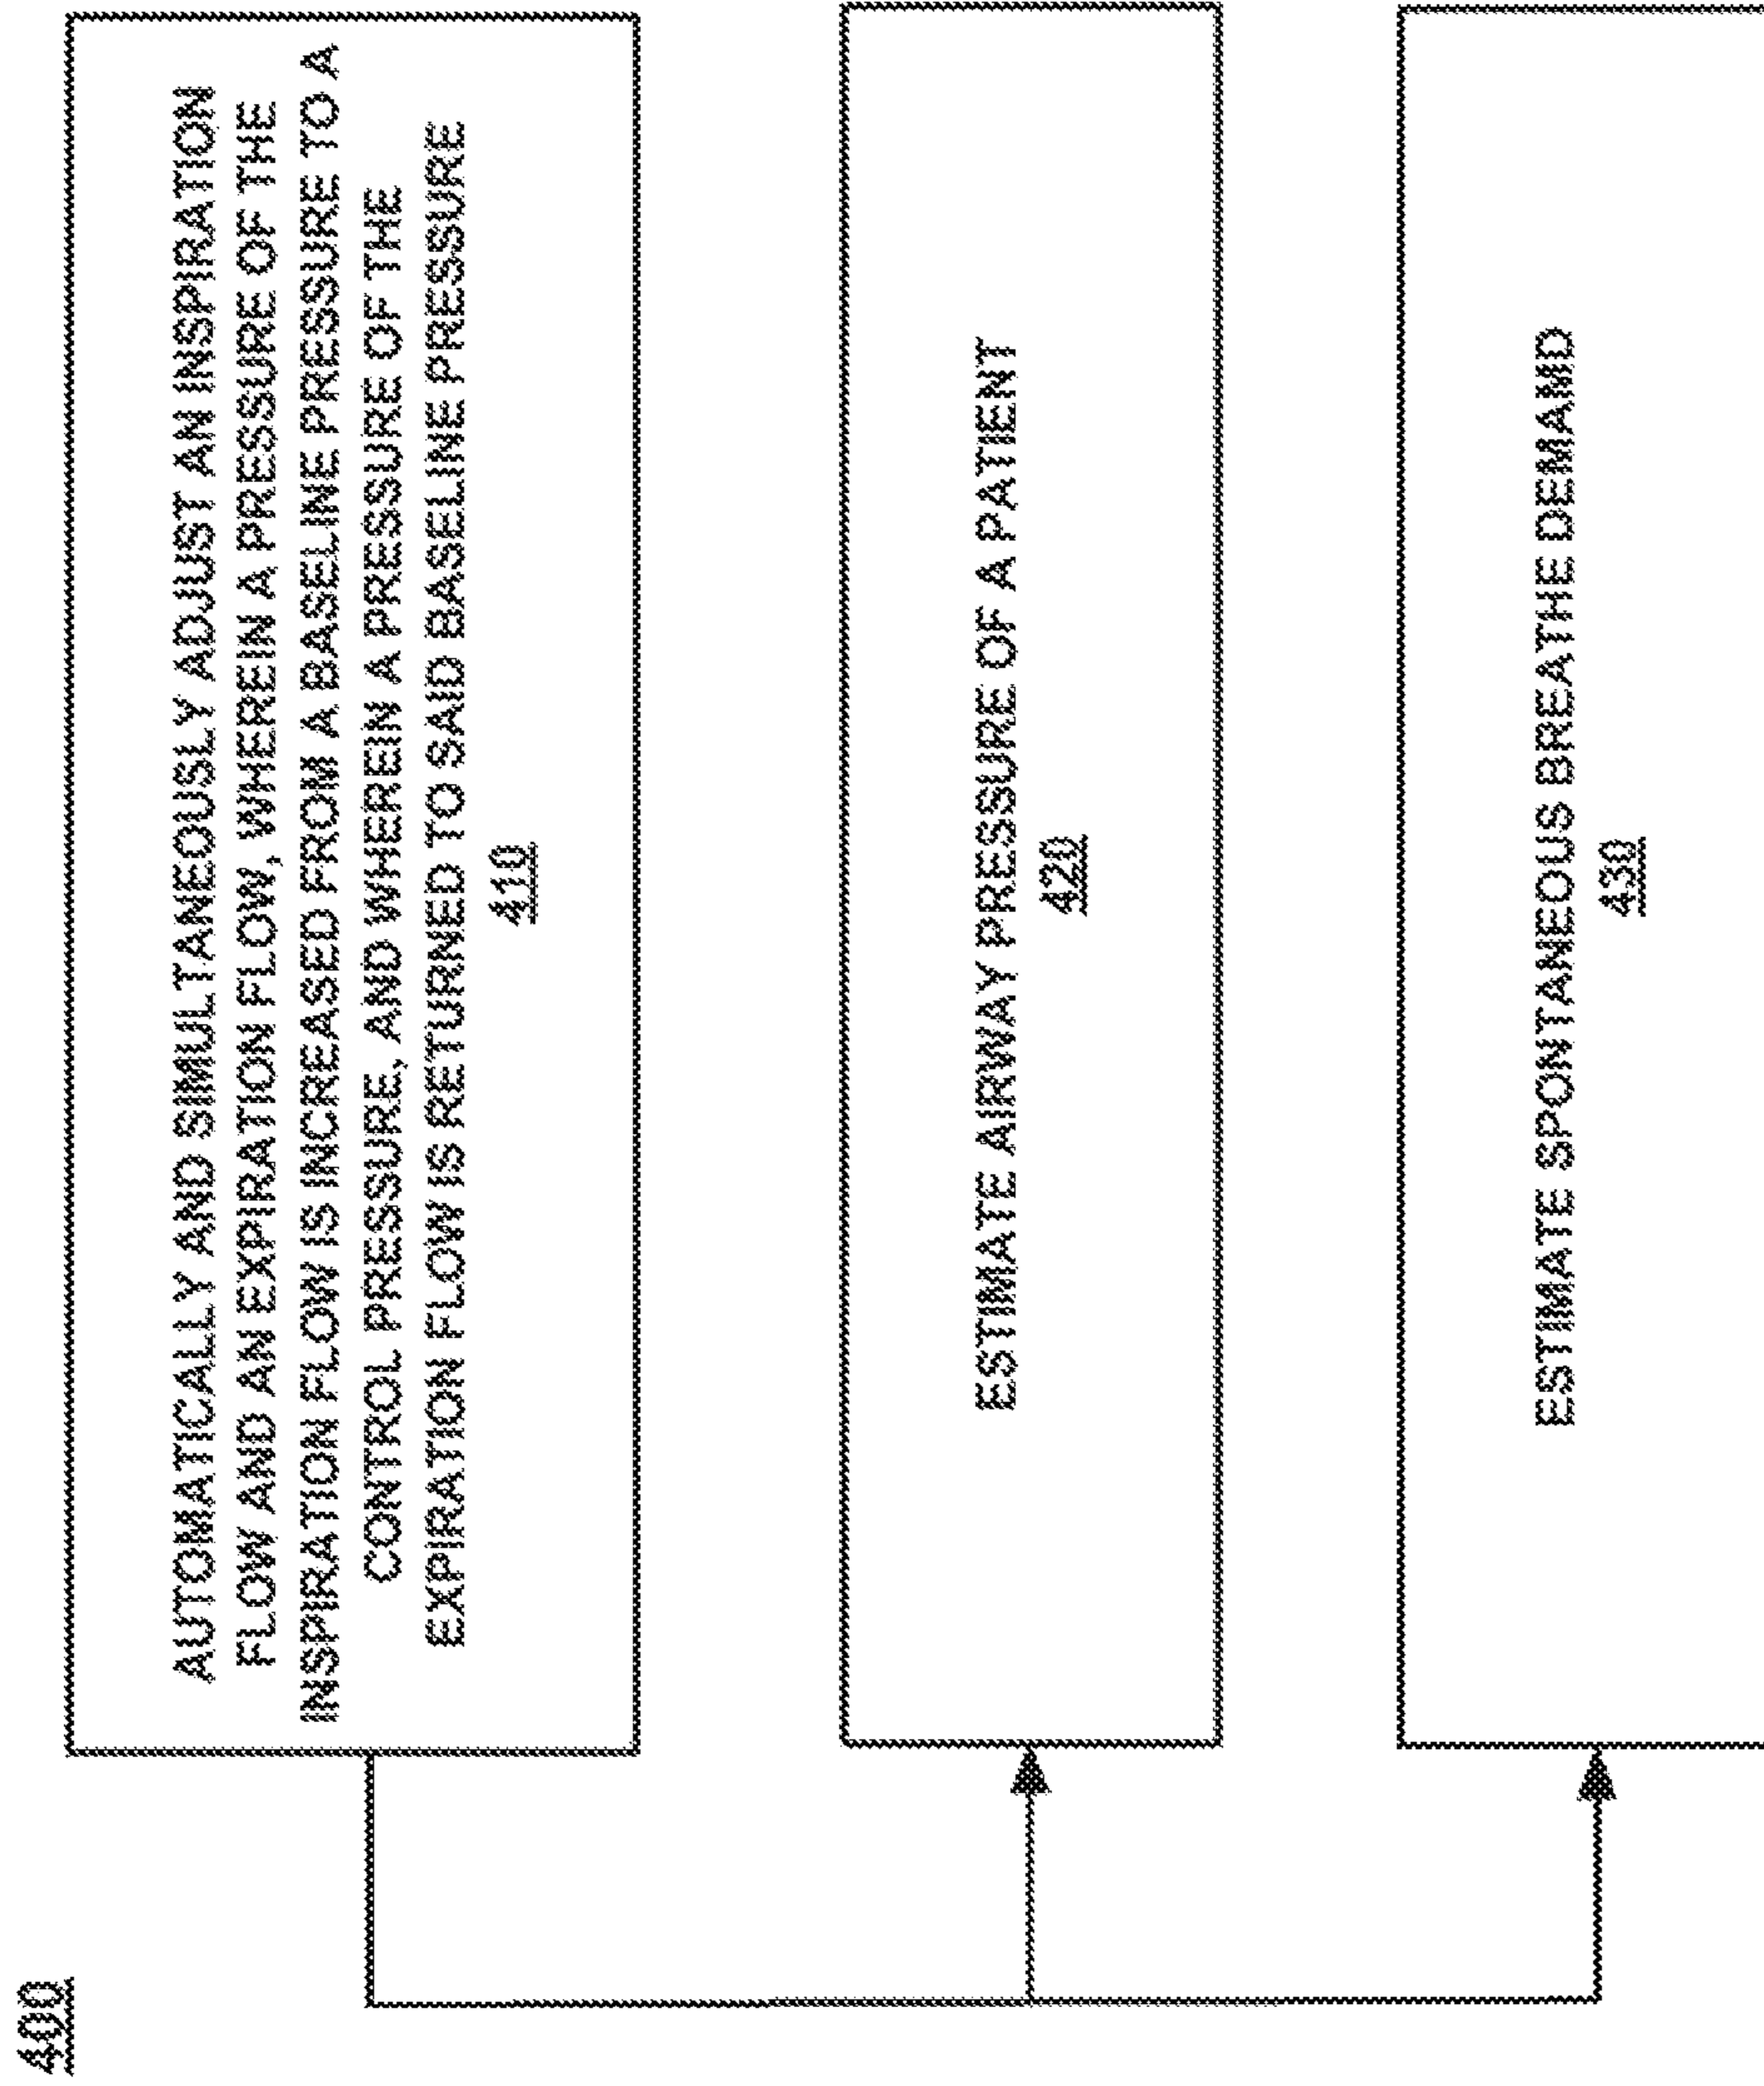 400
AUTOMATICALLY AND SIMULTANEOUSLY ADJUST AN INSPIRATION
FLOW AND AN EXPIRATION FLOW, WHEREIN A PRESSURE OF THE
INSPIRATION FLOW IS INCREASED FROM A BASELINE PRESSURE TO A
CONTROL PRESSURE, AND WHEREIN A PRESSURE OF THE
EXPIRATION FLOW IS RETURNED TO SAID BASELINE PRESSURE
410
ESTIMATE AIRWAY PRESSURE OF A PATIENT
420
ESTIMATE SPONTANEOUS BREATHE DEMAND
430